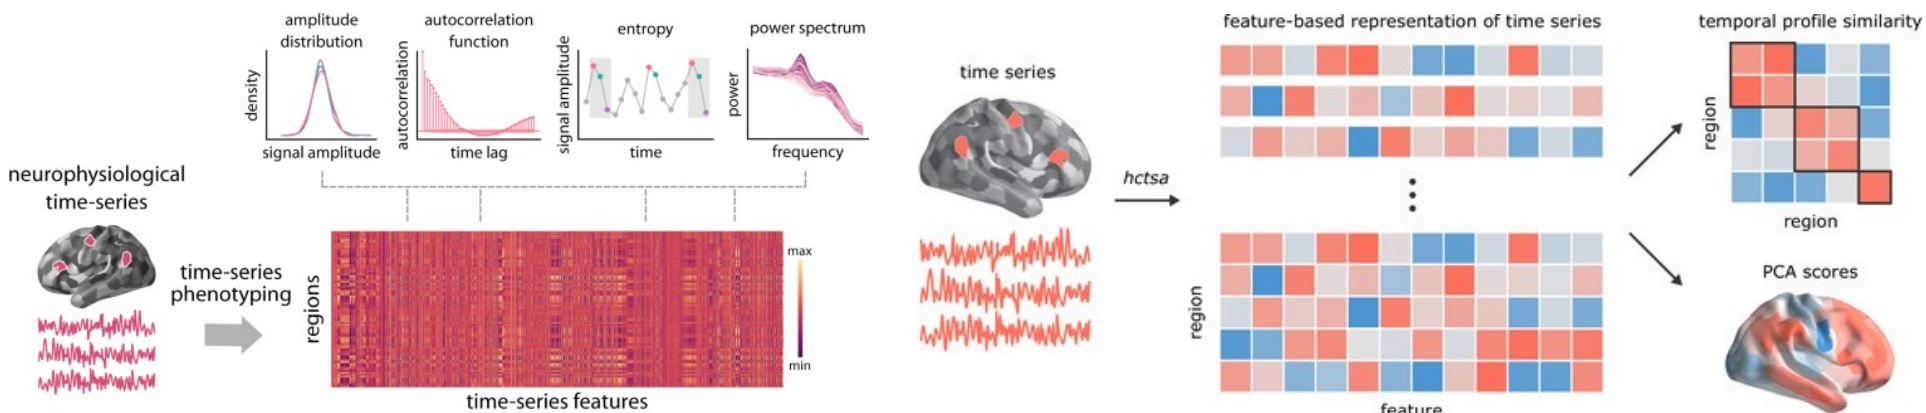 amplitude
distribution
density
signal amplitude
autocorrelation
function
autocorrelation
time lag
entropy
signal amplitude
time
power spectrum
power
frequency
neurophysiological
time-series
time-series
phenotyping
regions
time-series features
max
min
time series
hctsa
feature-based representation of time series
region
feature
temporal profile similarity
region
region
PCA scores